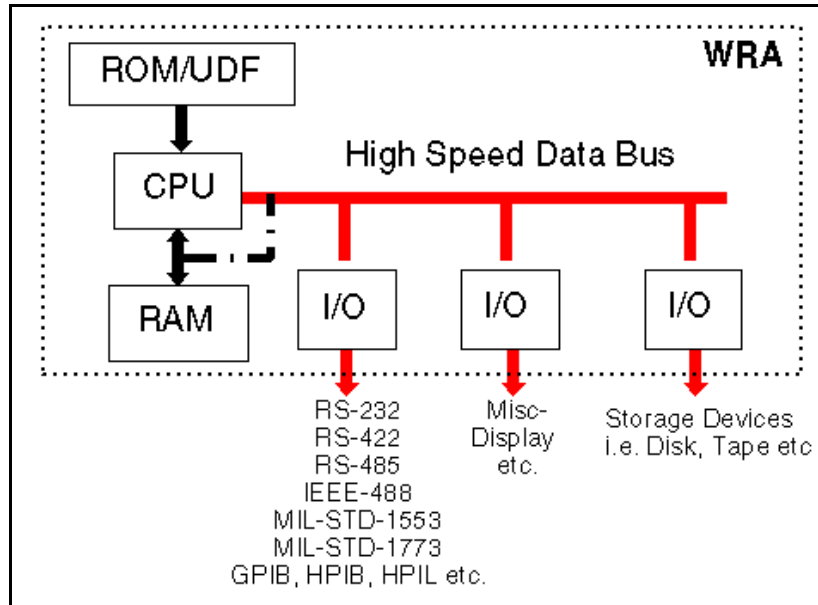 ROM/UDF
WRA
High Speed Data Bus
CPU
RAM
I/O
I/O
I/O
RS-232
RS-422
RS-485
IEEE-488
MIL-STD-1553
MIL-STD-1773
GPIB, HPIB, HPIL etc.
Misc-
Display
etc.
Storage Devices
i.e. Disk, Tape etc